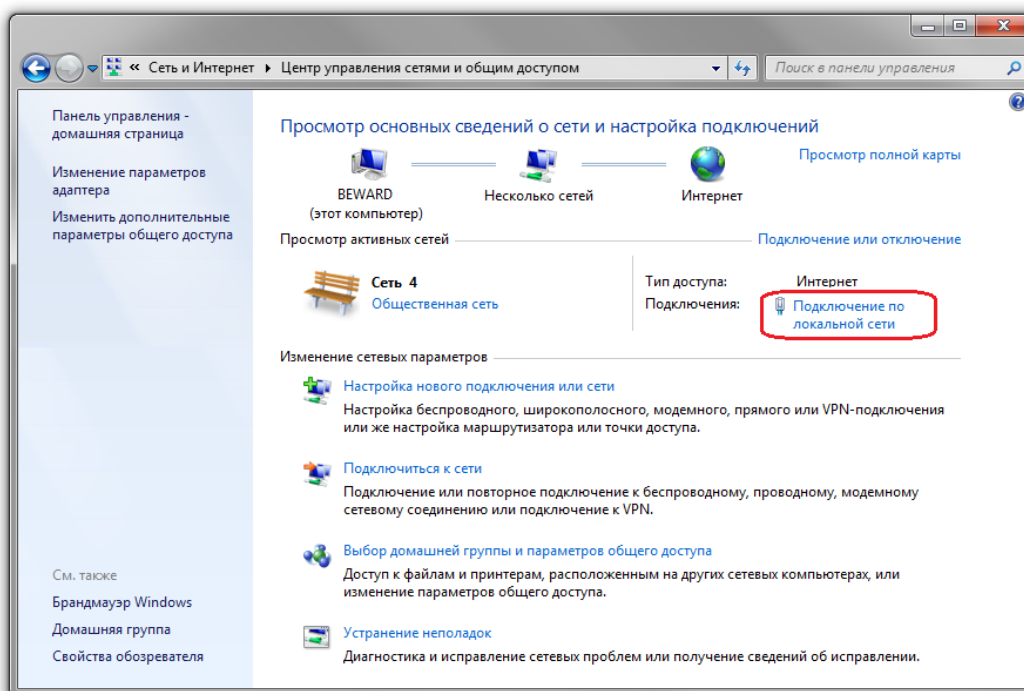 « Сеть и Интернет ▸ Центр управления сетями и общим доступом
Поиск в панели управления
Панель управления -
домашняя страница
Изменение параметров
адаптера
Изменить дополнительные
параметры общего доступа
См. также
Брандмауэр Windows
Домашняя группа
Свойства обозревателя
Просмотр основных сведений о сети и настройка подключений
Просмотр полной карты
BEWARD
(этот компьютер)
Несколько сетей
Интернет
Просмотр активных сетей
Подключение или отключение
Сеть 4
Общественная сеть
Тип доступа: Интернет
Подключения: Подключение по
локальной сети
Изменение сетевых параметров
Настройка нового подключения или сети
Настройка беспроводного, широкополосного, модемного, прямого или VPN-подключения
или же настройка маршрутизатора или точки доступа.
Подключиться к сети
Подключение или повторное подключение к беспроводному, проводному, модемному
сетевому соединению или подключение к VPN.
Выбор домашней группы и параметров общего доступа
Доступ к файлам и принтерам, расположенным на других сетевых компьютерах, или
изменение параметров общего доступа.
Устранение неполадок
Диагностика и исправление сетевых проблем или получение сведений об исправлении.